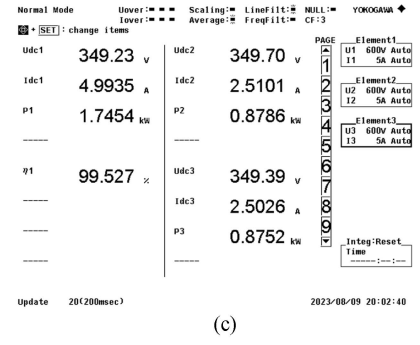 Normal Mode Uover: Scaling: LineFilt: NULL: YOKOGAWA
Iover: Average: FreqFilt: CF:3
+ SET : change items
PAGE
Udc1 349.23 V Udc2 349.70 V
Idc1 4.9935 A Idc2 2.5101 A
P1 1.7454 kW P2 0.8786 kW
----- -----
η1 99.527 % Udc3 349.39 V
----- Idc3 2.5026 A
----- P3 0.8752 kW
----- -----
1
2
3
4
5
6
7
8
9
Element1
U1 600V Auto
I1 5A Auto
Element2
U2 600V Auto
I2 5A Auto
Element3
U3 600V Auto
I3 5A Auto
Integ:Reset
Time
-----:--:--
Update 20(200msec) 2023/08/09 20:02:40
(c)